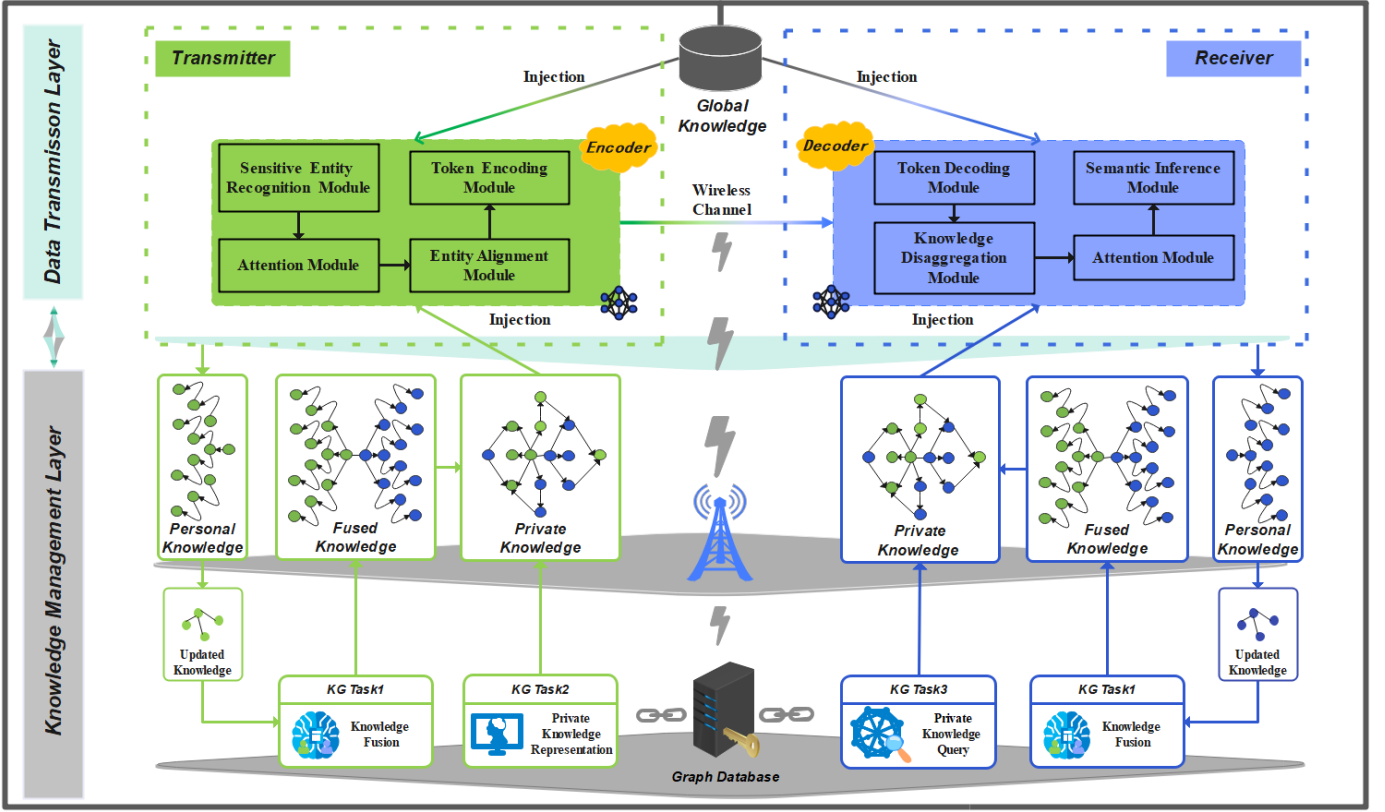 Data Transmisson Layer
Knowledge Management Layer
Transmitter
Injection
Global
Knowledge
Injection
Receiver
Encoder
Sensitive Entity
Recognition Module
Token Encoding
Module
Attention Module
Entity Alignment
Module
Injection
Wireless
Channel
Decoder
Token Decoding
Module
Semantic Inference
Module
Knowledge
Disaggregation
Module
Attention Module
Injection
Personal
Knowledge
Fused
Knowledge
Private
Knowledge
Private
Knowledge
Fused
Knowledge
Personal
Knowledge
Updated
Knowledge
Updated
Knowledge
KG Task1
Knowledge
Fusion
KG Task2
Private
Knowledge
Representation
Graph Database
KG Task3
Private
Knowledge
Query
KG Task1
Knowledge
Fusion